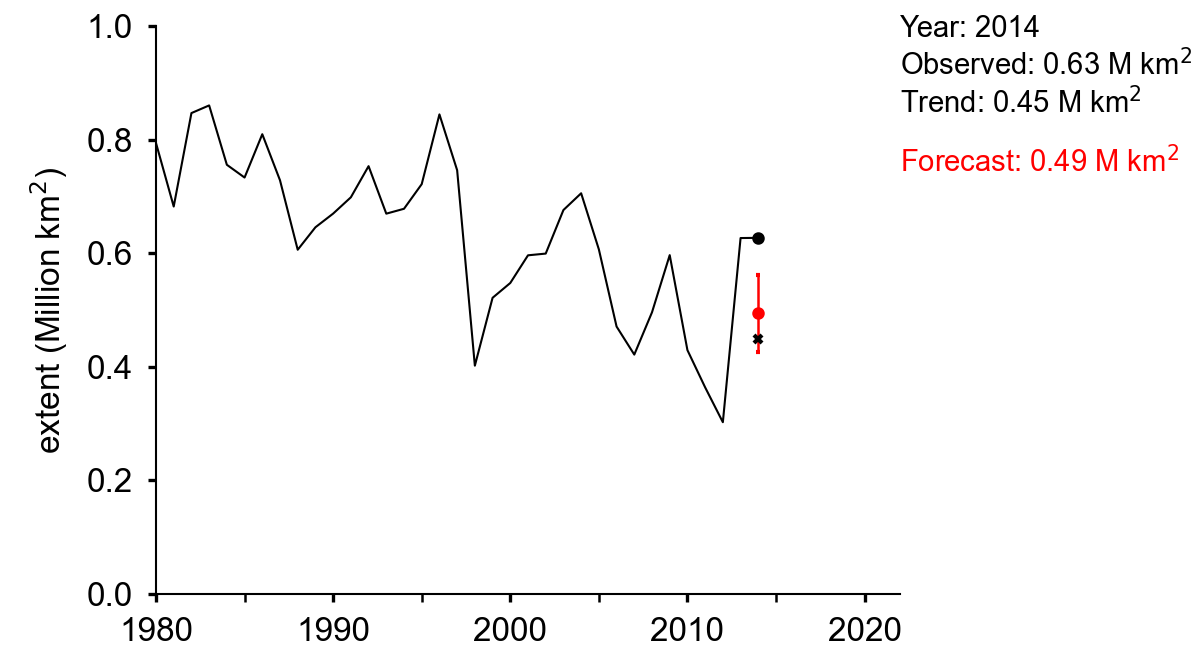 Year: 2014
Observed: 0.63 M km²
Trend: 0.45 M km²
Forecast: 0.49 M km²
extent (Million km²)
1.0
0.8
0.6
0.4
0.2
0.0
1980 1990 2000 2010 2020